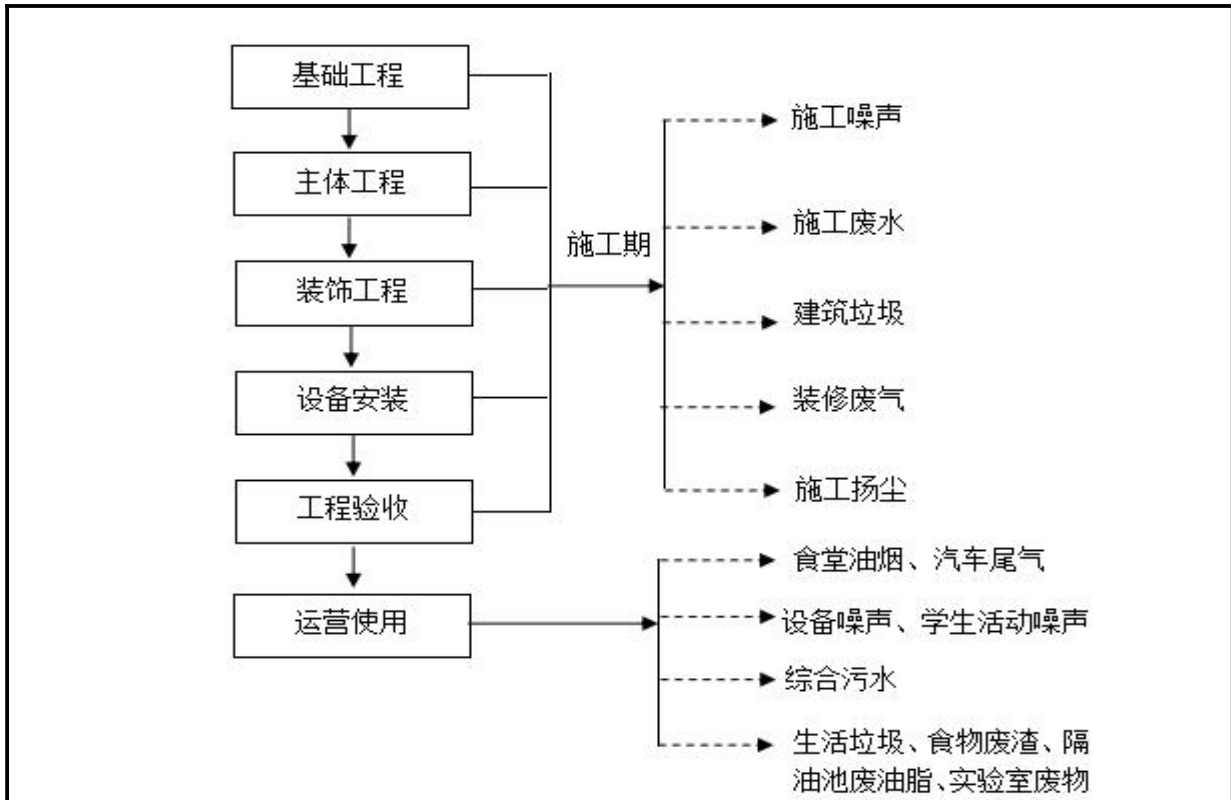 基础工程
主体工程
装饰工程
设备安装
工程验收
运营使用
施工期
施工噪声
施工废水
建筑垃圾
装修废气
施工扬尘
食堂油烟、汽车尾气
设备噪声、学生活动噪声
综合污水
生活垃圾、食物废渣、隔
油池废油脂、实验室废物